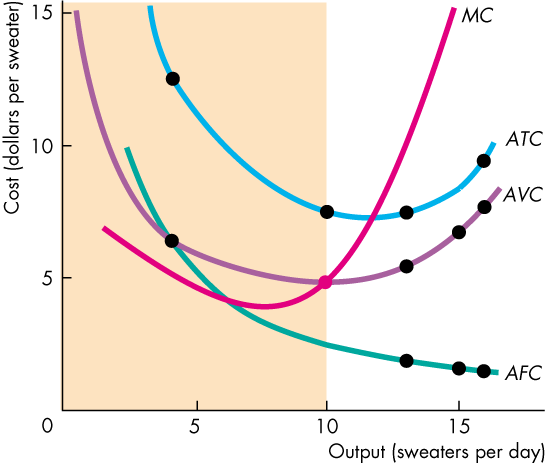 Cost (dollars per sweater)
15
10
5
0
5
10
15
Output (sweaters per day)
MC
ATC
AVC
AFC